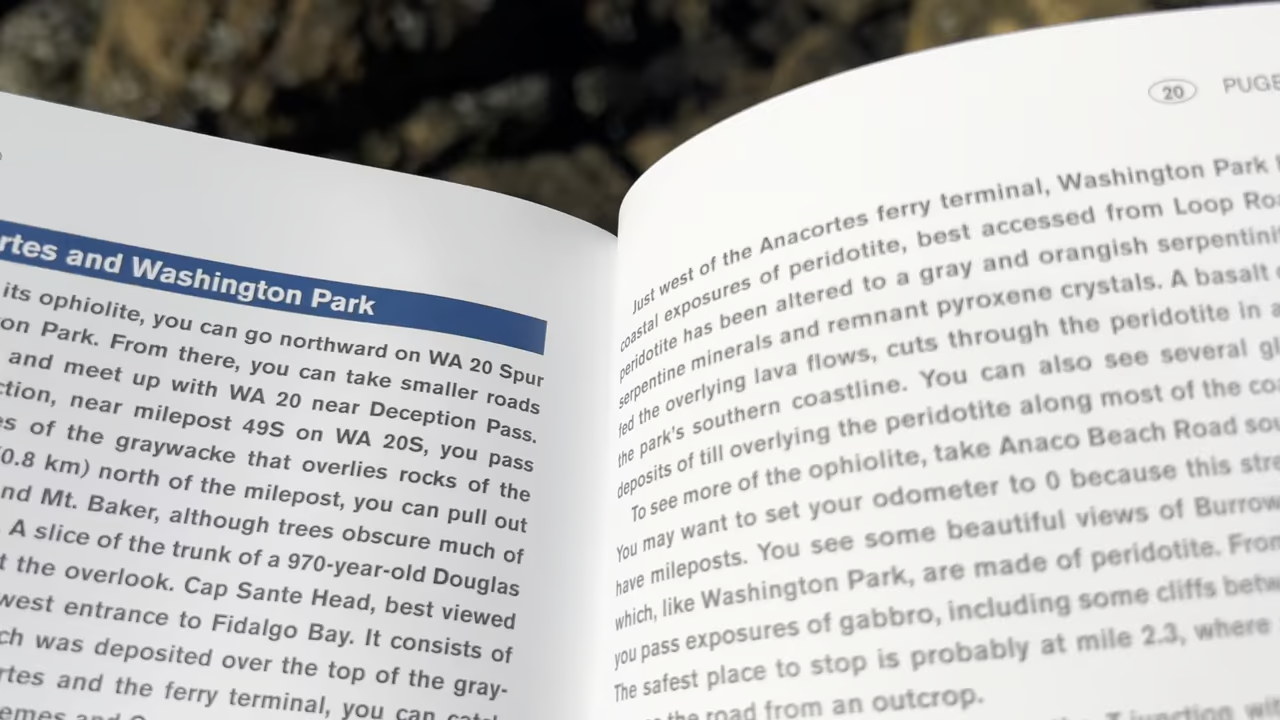 rtes and Washington Park
its ophiolite, you can go northward on WA 20 Spur
on Park. From there, you can take smaller roads
and meet up with WA 20 near Deception Pass.
ction, near milepost 49S on WA 20S, you pass
es of the graywacke that overlies rocks of the
(0.8 km) north of the milepost, you can pull out
nd Mt. Baker, although trees obscure much of
. A slice of the trunk of a 970-year-old Douglas
t the overlook. Cap Sante Head, best viewed
west entrance to Fidalgo Bay. It consists of
ch was deposited over the top of the gray-
rtes and the ferry terminal, you can
20 PUGE
Just west of the Anacortes ferry terminal, Washington Park
coastal exposures of peridotite, best accessed from Loop Roa
peridotite has been altered to a gray and orangish serpentinit
serpentine minerals and remnant pyroxene crystals. A basalt
fed the overlying lava flows, cuts through the peridotite in a
the park's southern coastline. You can also see several gl
deposits of till overlying the peridotite along most of the coa
To see more of the ophiolite, take Anaco Beach Road sou
You may want to set your odometer to 0 because this stre
have mileposts. You see some beautiful views of Burrow
which, like Washington Park, are made of peridotite. From
you pass exposures of gabbro, including some cliffs betw
The safest place to stop is probably at mile 2.3, where
the road from an outcrop.
T junction wit